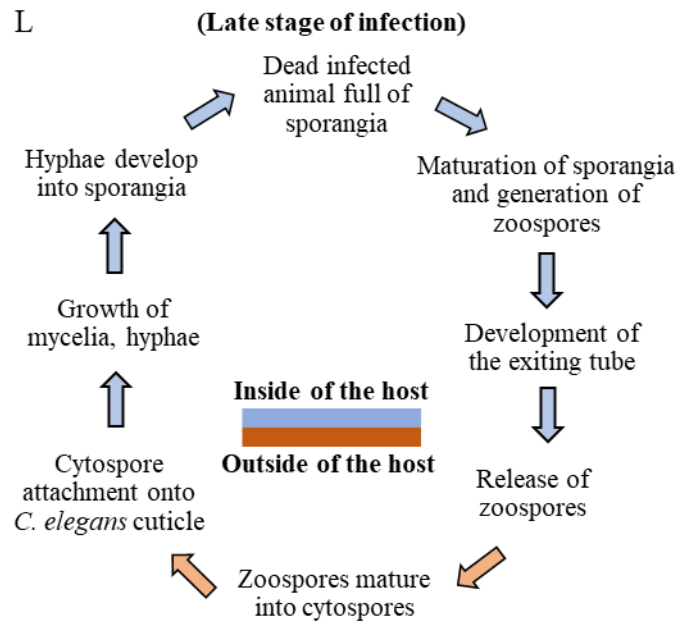 L
(Late stage of infection)
Dead infected
animal full of
sporangia
Maturation of sporangia
and generation of
zoospores
Development of
the exiting tube
Release of
zoospores
Zoospores mature
into cytospores
Cytospore
attachment onto
C. elegans cuticle
Growth of
mycelia, hyphae
Hyphae develop
into sporangia
Inside of the host
Outside of the host